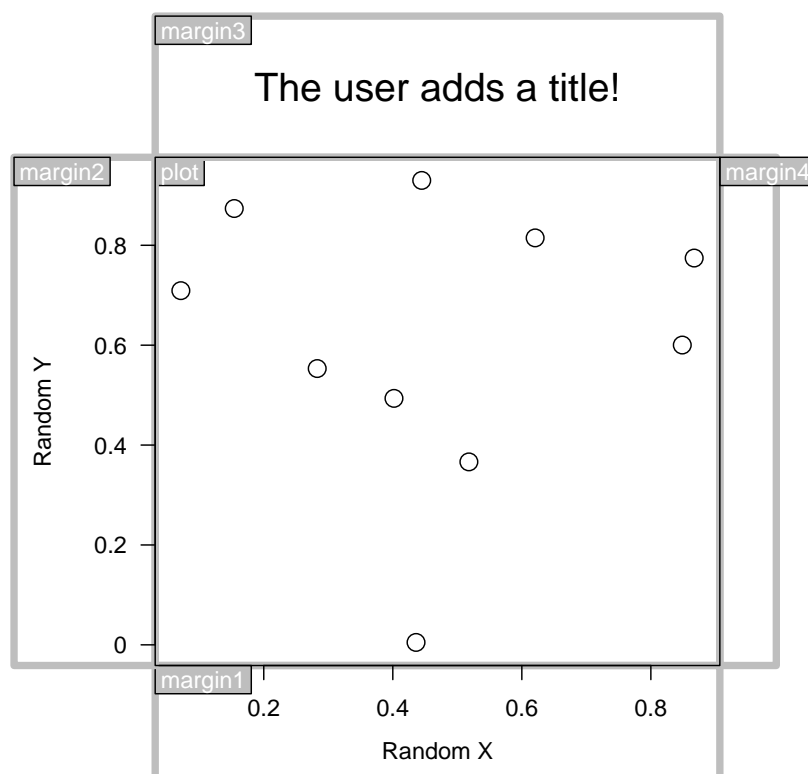 margin3
The user adds a title!
margin2
plot
margin4
0.8
0.6
0.4
0.2
0
Random Y
margin1
0.2 0.4 0.6 0.8
Random X